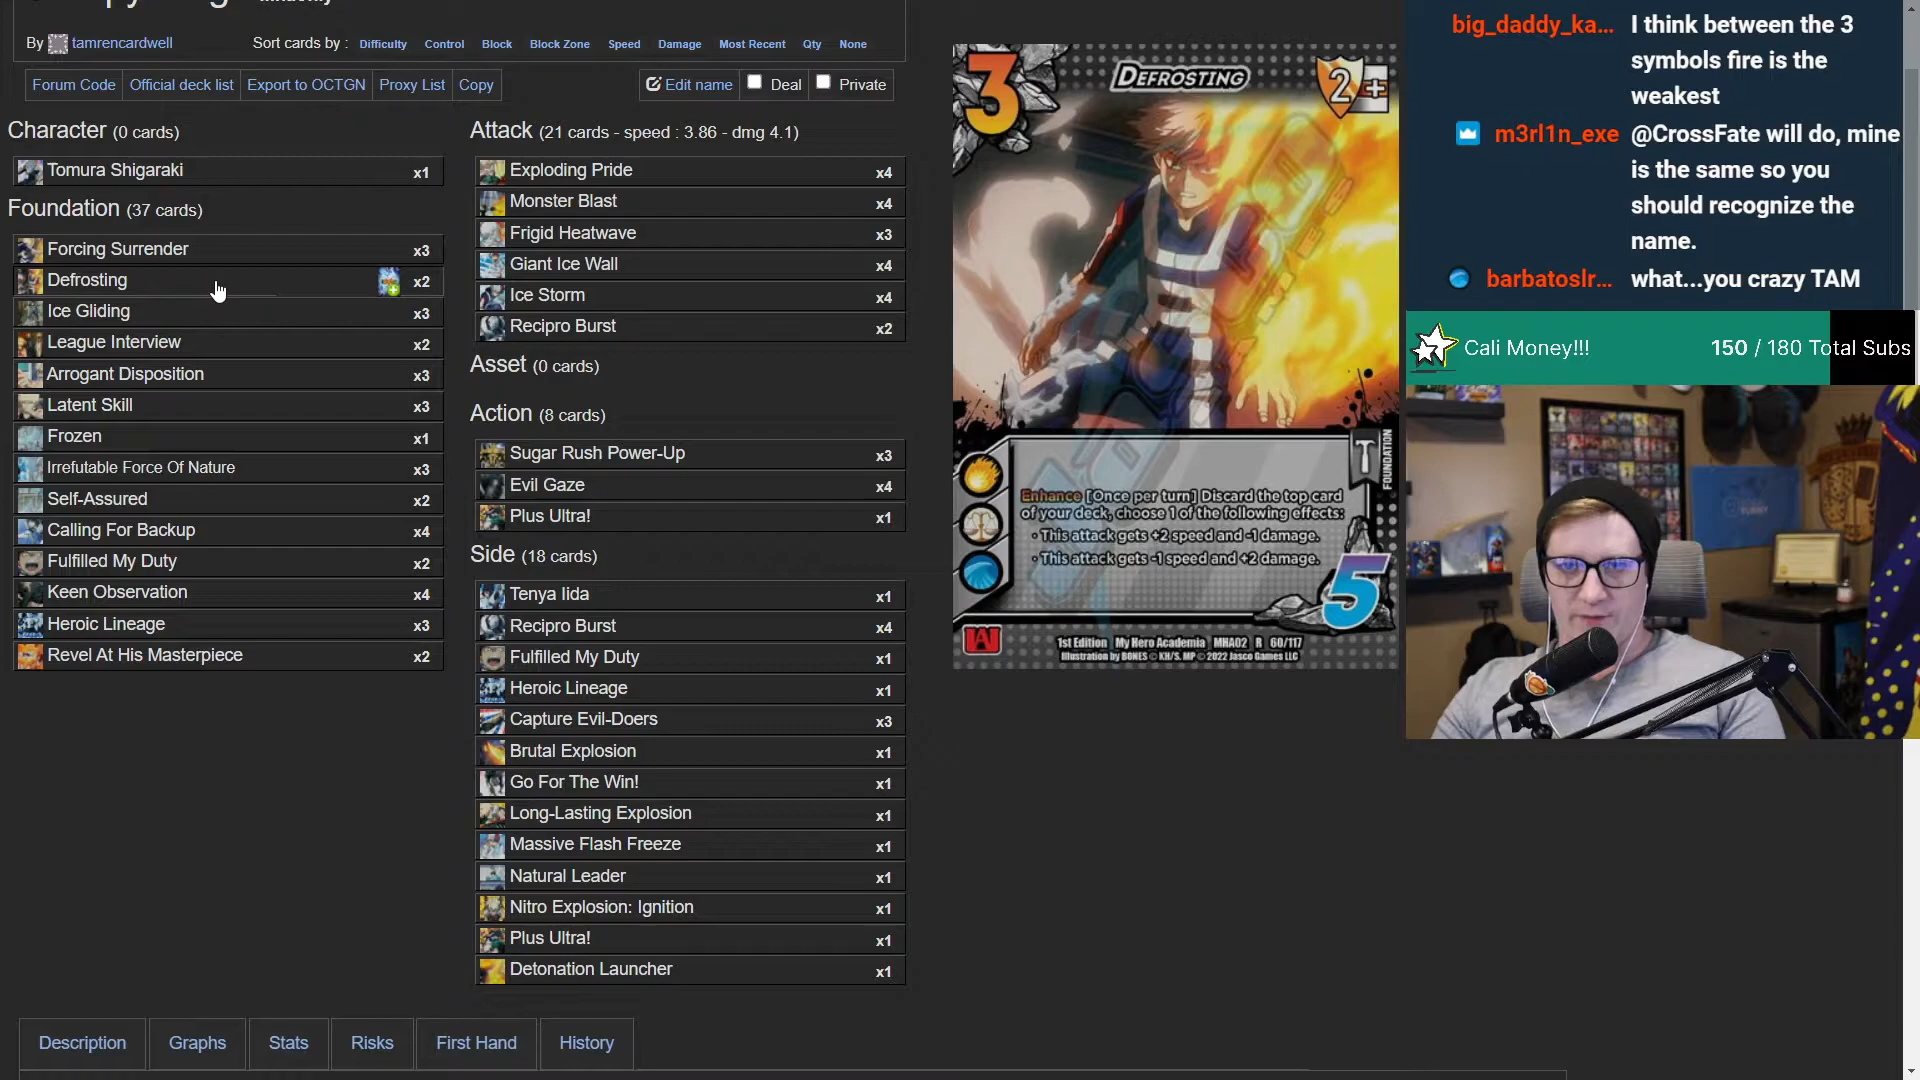 By tamrencardwell
Sort cards by : Difficulty Control Block Block Zone Speed Damage Most Recent Qty None
Forum Code Official deck list Export to OCTGN Proxy List Copy
Edit name Deal Private
Character (0 cards)
Tomura Shigaraki x1
Foundation (37 cards)
Forcing Surrender x3
Defrosting x2
Ice Gliding x3
League Interview x2
Arrogant Disposition x3
Latent Skill x3
Frozen x1
Irrefutable Force Of Nature x3
Self-Assured x2
Calling For Backup x4
Fulfilled My Duty x2
Keen Observation x4
Heroic Lineage x3
Revel At His Masterpiece x2
Attack (21 cards - speed : 3.86 - dmg 4.1)
Exploding Pride x4
Monster Blast x4
Frigid Heatwave x3
Giant Ice Wall x4
Ice Storm x4
Recipro Burst x2
Asset (0 cards)
Action (8 cards)
Sugar Rush Power-Up x3
Evil Gaze x4
Plus Ultra! x1
Side (18 cards)
Tenya Iida x1
Recipro Burst x4
Fulfilled My Duty x1
Heroic Lineage x1
Capture Evil-Doers x3
Brutal Explosion x1
Go For The Win! x1
Long-Lasting Explosion x1
Massive Flash Freeze x1
Natural Leader x1
Nitro Explosion: Ignition x1
Plus Ultra! x1
Detonation Launcher x1
Description Graphs Stats Risks First Hand History
3
DEFROSTING
2+
FOUNDATION
Enhance [Once per turn] Discard the top card
of your deck, choose 1 of the following effects:
• This attack gets +2 speed and -1 damage.
• This attack gets -1 speed and +2 damage.
5
1st Edition My Hero Academia MHA02 R 60/117
Illustration by BONES © KH/S, MP © 2022 Jasco Games LLC
big_daddy_ka... I think between the 3
symbols fire is the
weakest
m3rl1n_exe @CrossFate will do, mine
is the same so you
should recognize the
name.
barbatoslr... what...you crazy TAM
Cali Money!!! 150 / 180 Total Subs